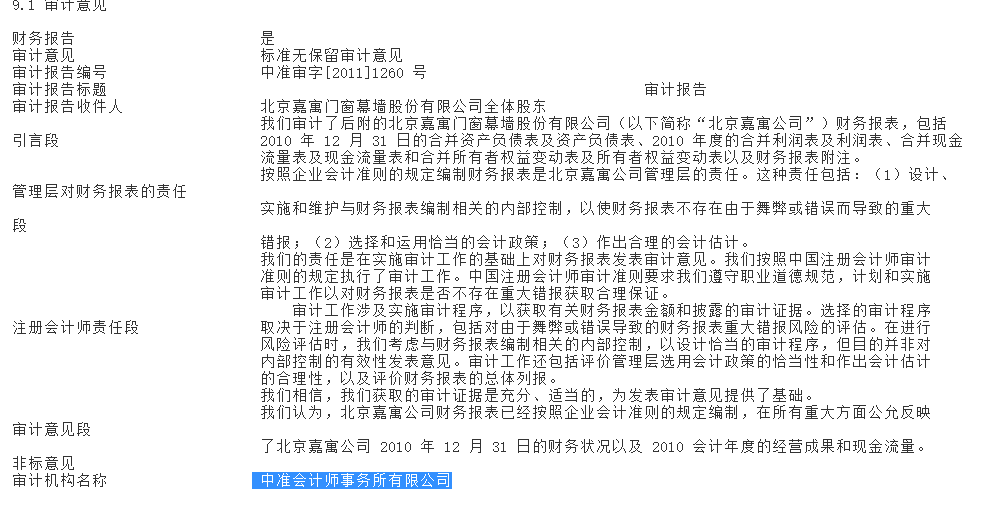 9.1 审计意见
财务报告 是
审计意见 标准无保留审计意见
审计报告编号 中准审字[2011]1260 号
审计报告标题 审计报告
审计报告收件人 北京嘉寓门窗幕墙股份有限公司全体股东
我们审计了后附的北京嘉寓门窗幕墙股份有限公司（以下简称“北京嘉寓公司”）财务报表，包括
引言段 2010 年 12 月 31 日的合并资产负债表及资产负债表、2010 年度的合并利润表及利润表、合并现金
流量表及现金流量表和合并所有者权益变动表及所有者权益变动表以及财务报表附注。
按照企业会计准则的规定编制财务报表是北京嘉寓公司管理层的责任。这种责任包括：（1）设计、
管理层对财务报表的责任
实施和维护与财务报表编制相关的内部控制，以使财务报表不存在由于舞弊或错误而导致的重大
段
错报；（2）选择和运用恰当的会计政策；（3）作出合理的会计估计。
我们的责任是在实施审计工作的基础上对财务报表发表审计意见。我们按照中国注册会计师审计
准则的规定执行了审计工作。中国注册会计师审计准则要求我们遵守职业道德规范，计划和实施
审计工作以对财务报表是否不存在重大错报获取合理保证。
审计工作涉及实施审计程序，以获取有关财务报表金额和披露的审计证据。选择的审计程序
注册会计师责任段 取决于注册会计师的判断，包括对由于舞弊或错误导致的财务报表重大错报风险的评估。在进行
风险评估时，我们考虑与财务报表编制相关的内部控制，以设计恰当的审计程序，但目的并非对
内部控制的有效性发表意见。审计工作还包括评价管理层选用会计政策的恰当性和作出会计估计
的合理性，以及评价财务报表的总体列报。
我们相信，我们获取的审计证据是充分、适当的，为发表审计意见提供了基础。
我们认为，北京嘉寓公司财务报表已经按照企业会计准则的规定编制，在所有重大方面公允反映
审计意见段
了北京嘉寓公司 2010 年 12 月 31 日的财务状况以及 2010 会计年度的经营成果和现金流量。
非标意见
审计机构名称 中准会计师事务所有限公司